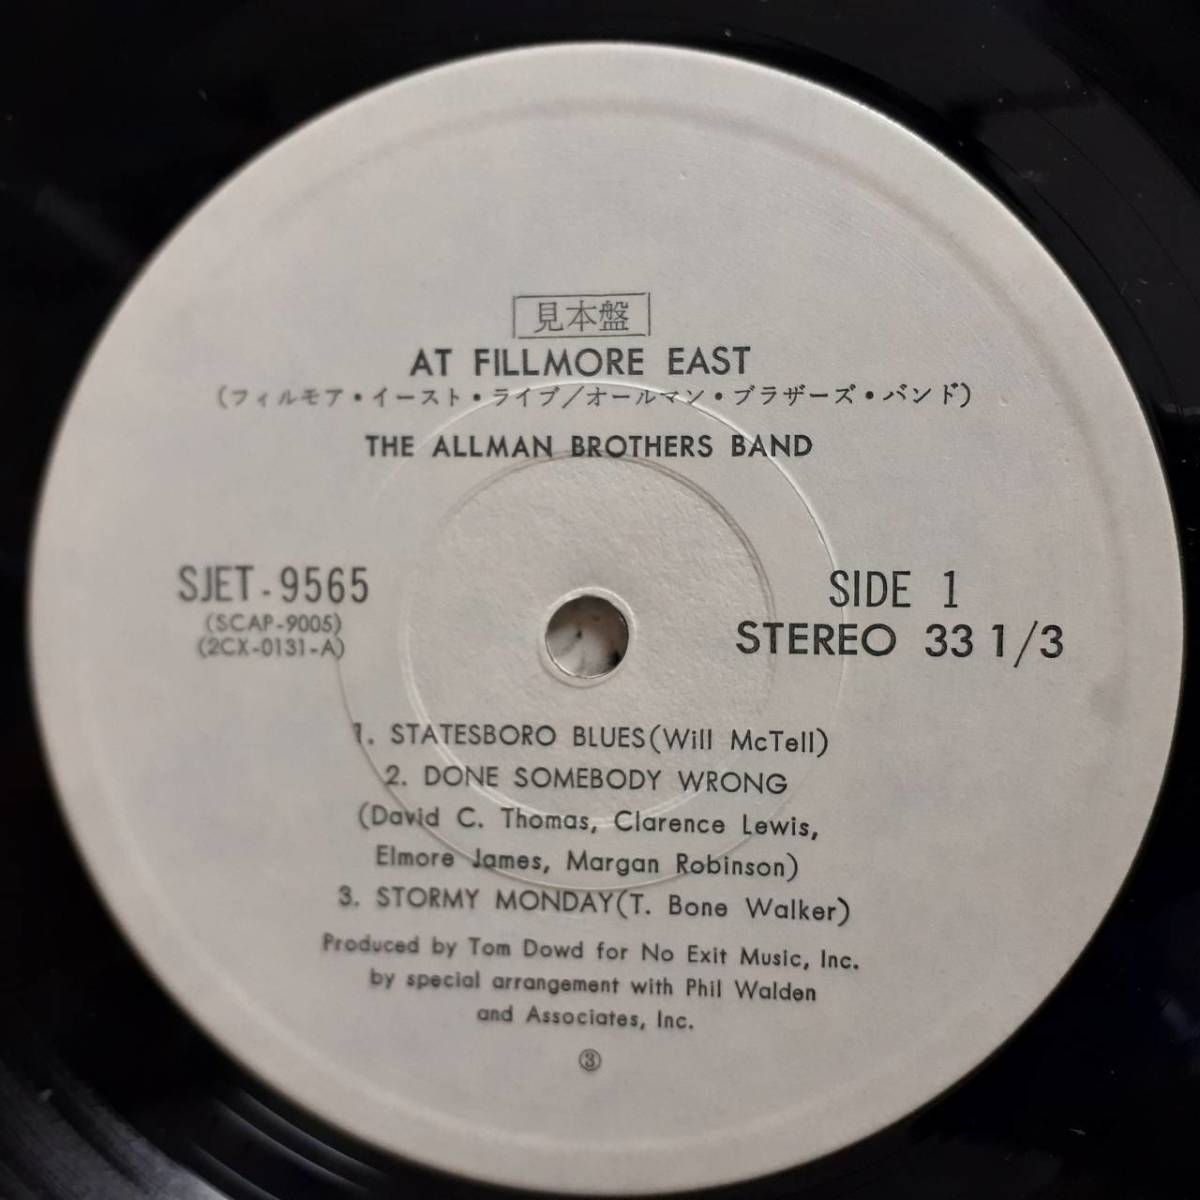 見本盤
AT FILLMORE EAST
(フィルモア・イースト・ライブ/オールマン・ブラザーズ・バンド)
THE ALLMAN BROTHERS BAND
SJET-9565
(SCAP-9005)
(2CX-0131-A)
SIDE 1
STEREO 33 1/3
1. STATESBORO BLUES(Will McTell)
2. DONE SOMEBODY WRONG
(David C. Thomas, Clarence Lewis,
Elmore James, Margan Robinson)
3. STORMY MONDAY(T. Bone Walker)
Produced by Tom Dowd for No Exit Music, Inc.
by special arrangement with Phil Walden
and Associates, Inc.
③